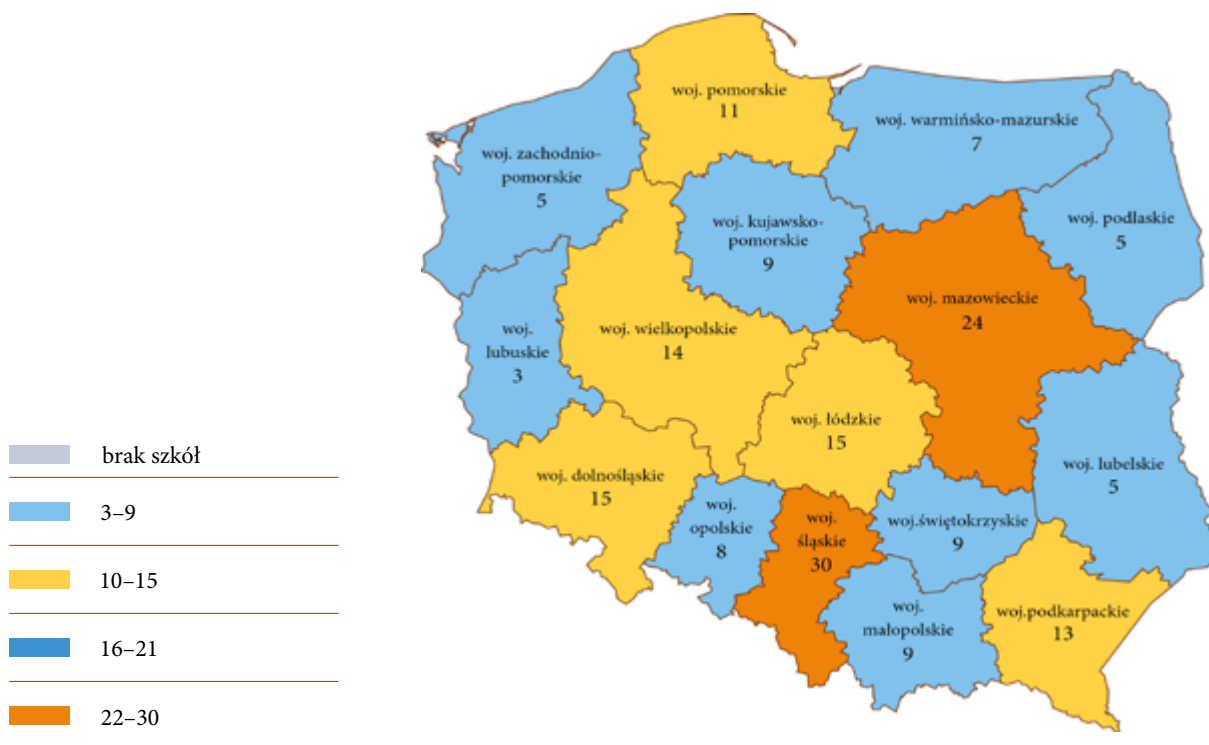 woj. pomorskie
11
woj. warmińsko-mazurskie
7
woj. zachodnio-
pomorskie
5
woj. kujawsko-
pomorskie
9
woj. podlaskie
5
woj. mazowieckie
24
woj. wielkopolskie
14
woj.
lubuskie
3
woj. łódzkie
15
woj. lubelskie
5
woj. dolnośląskie
15
woj.
opolskie
8
woj.
śląskie
30
woj.świętokrzyskie
9
woj.
małopolskie
9
woj.podkarpackie
13
brak szkół
3–9
10–15
16–21
22–30